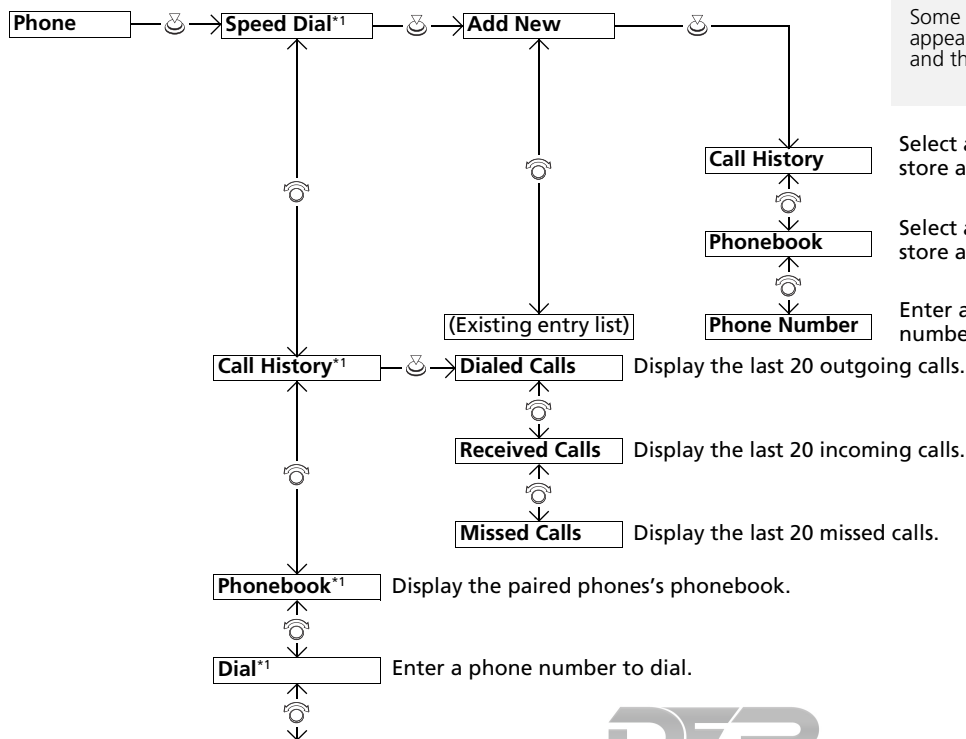 Phone
Speed Dial*1
Add New
Some
appea
and th
Call History
Select a
store a
Phonebook
Select a
store a
(Existing entry list)
Phone Number
Enter a
numbe
Call History*1
Dialed Calls
Display the last 20 outgoing calls.
Received Calls
Display the last 20 incoming calls.
Missed Calls
Display the last 20 missed calls.
Phonebook*1
Display the paired phones's phonebook.
Dial*1
Enter a phone number to dial.